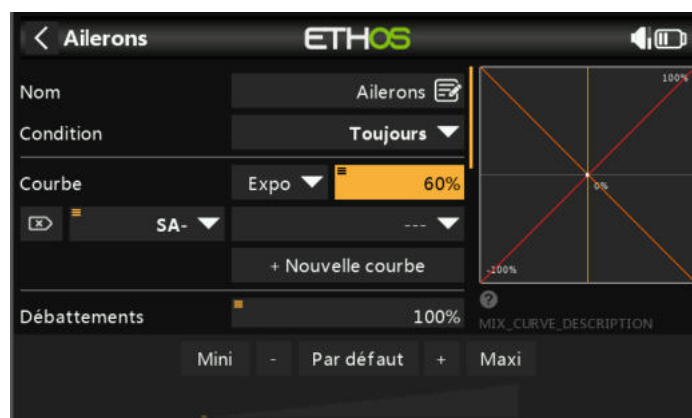 Ailerons
ETHOS
Nom
Ailerons
Condition
Toujours
Courbe
Expo
60%
SA-
---
+ Nouvelle courbe
Débattements
100%
Mini
-
Par défaut
+
Maxi
100%
0%
-100%
?
MIX_CURVE_DESCRIPTION